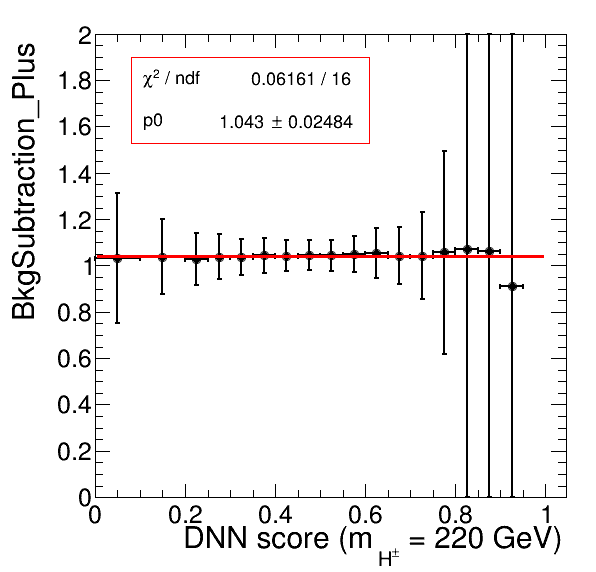 BkgSubtraction_Plus
2
1.8
1.6
1.4
1.2
1
0.8
0.6
0.4
0.2
0
χ² / ndf 0.06161 / 16
p0 1.043 ± 0.02484
0 0.2 0.4 0.6 0.8 1
DNN score (m_H± = 220 GeV)